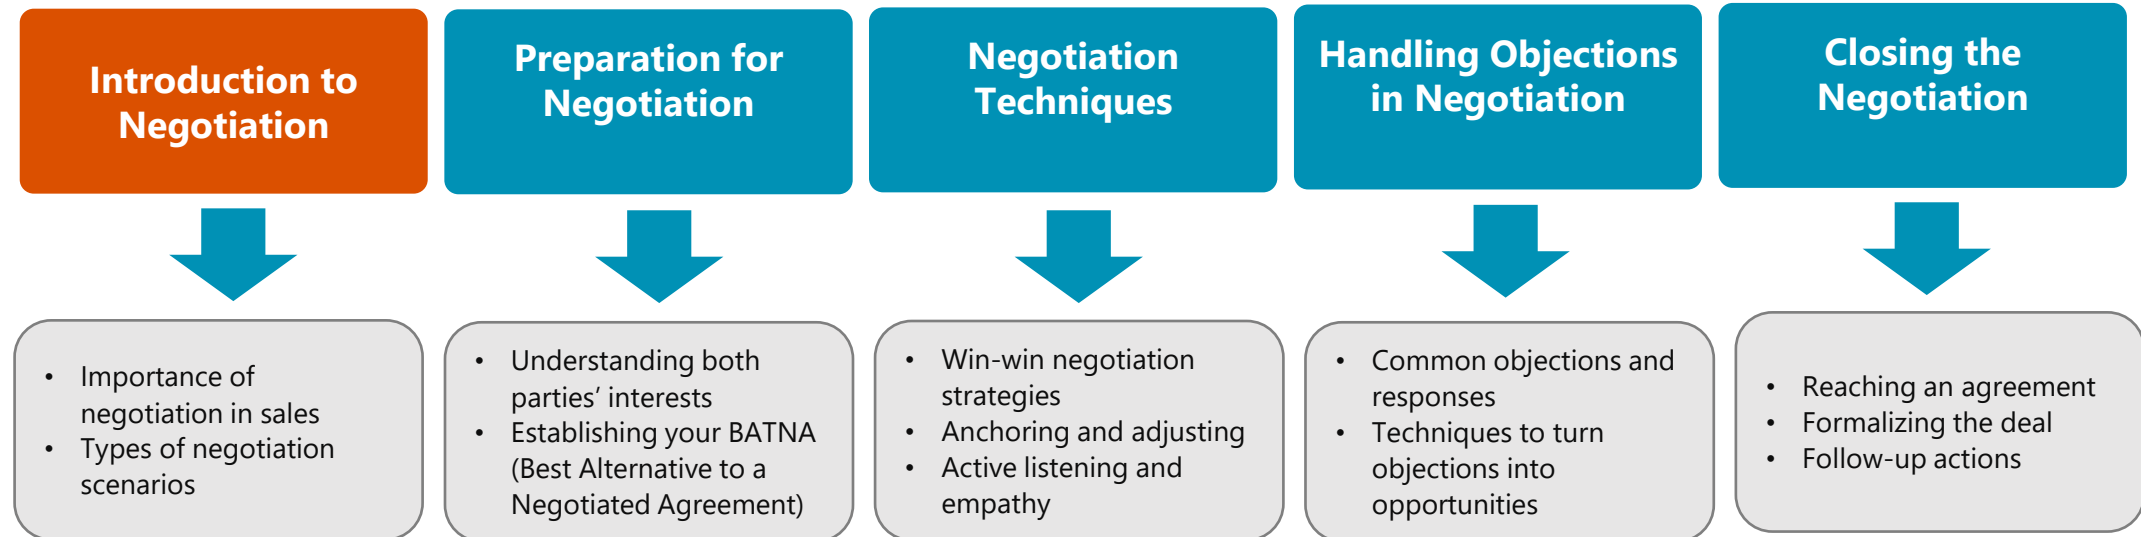 Introduction to
Negotiation
Preparation for
Negotiation
Negotiation
Techniques
Handling Objections
in Negotiation
Closing the
Negotiation
• Importance of
negotiation in sales
• Types of negotiation
scenarios
• Understanding both
parties’ interests
• Establishing your BATNA
(Best Alternative to a
Negotiated Agreement)
• Win-win negotiation
strategies
• Anchoring and adjusting
• Active listening and
empathy
• Common objections and
responses
• Techniques to turn
objections into
opportunities
• Reaching an agreement
• Formalizing the deal
• Follow-up actions